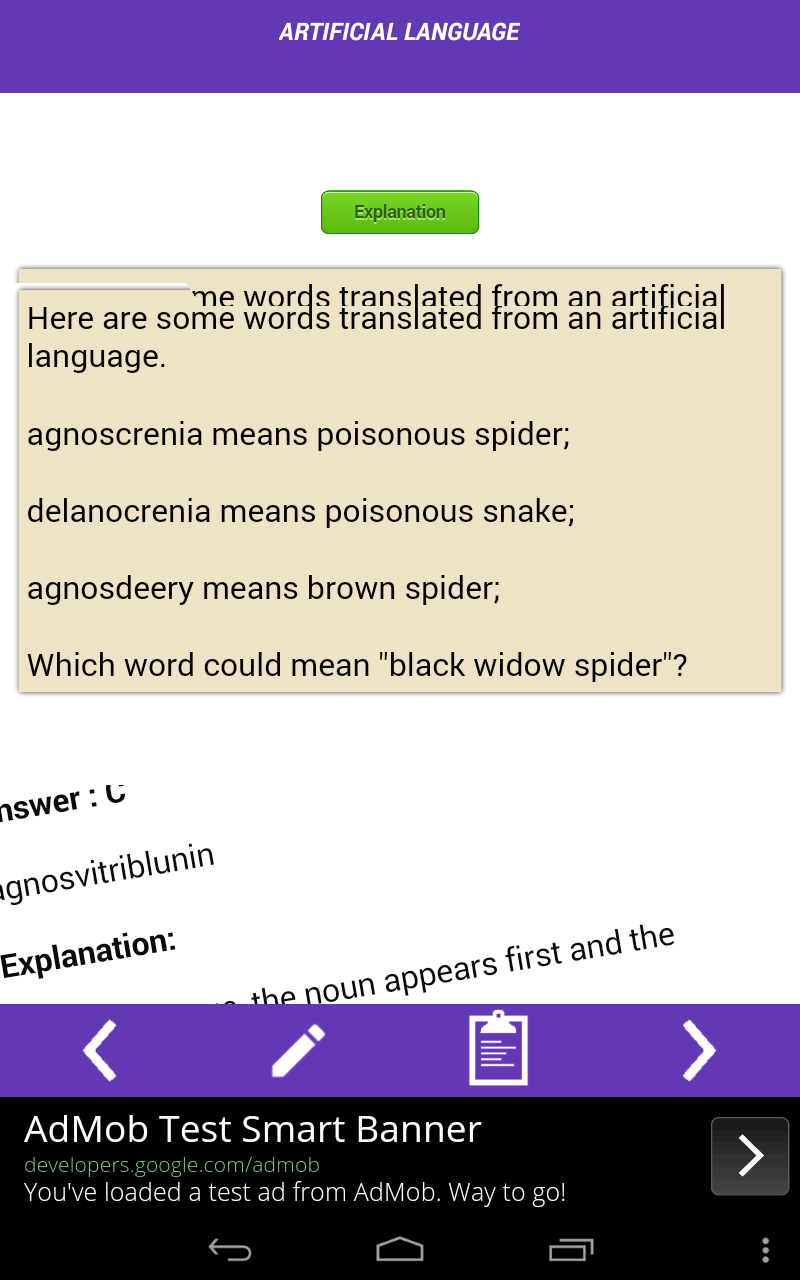 ARTIFICIAL LANGUAGE
Explanation
me words translated from an artificial
Here are some words translated from an artificial
language.
agnoscrenia means poisonous spider;
delanocrenia means poisonous snake;
agnosdeery means brown spider;
Which word could mean "black widow spider"?
nswer : C
agnosvitriblunin
Explanation:
the noun appears first and the
AdMob Test Smart Banner
developers.google.com/admob
You've loaded a test ad from AdMob. Way to go!